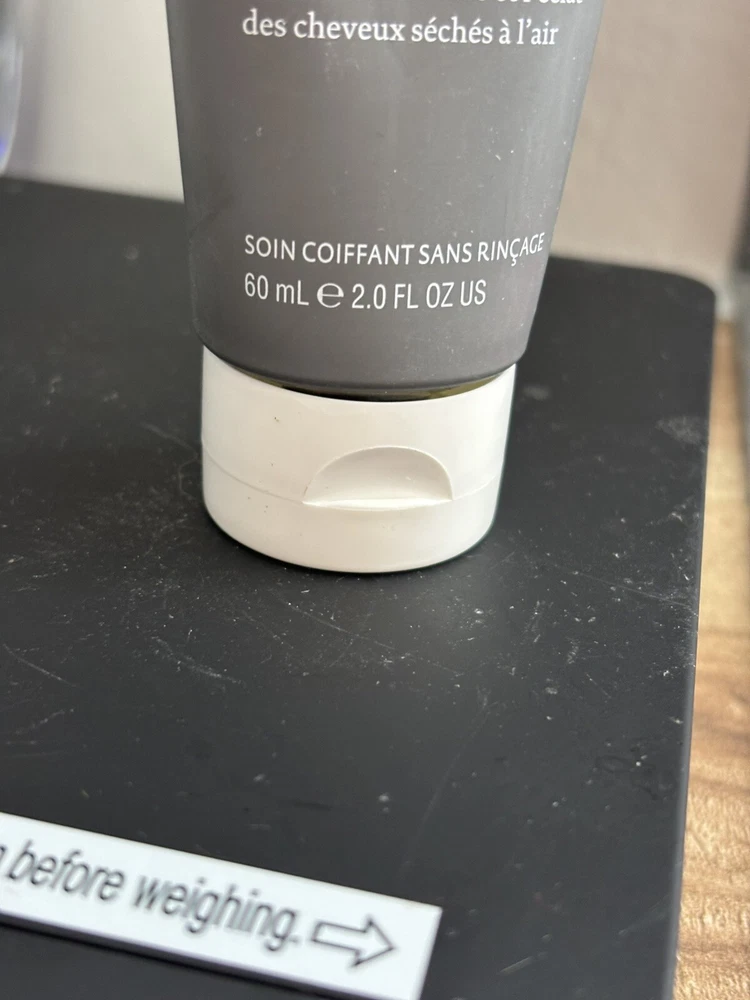 des cheveux séchés à l'air
SOIN COIFFANT SANS RINÇAGE
60 mL ℮ 2.0 FL OZ US
before weighing. ⇨